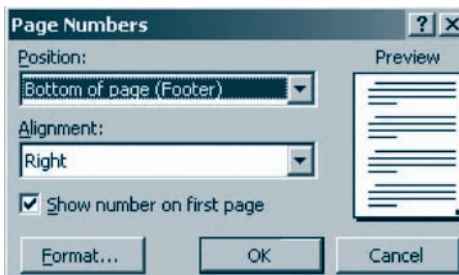 Page Numbers
Position:
Preview
Bottom of page (Footer)
Alignment:
Right
Show number on first page
Format...
OK
Cancel